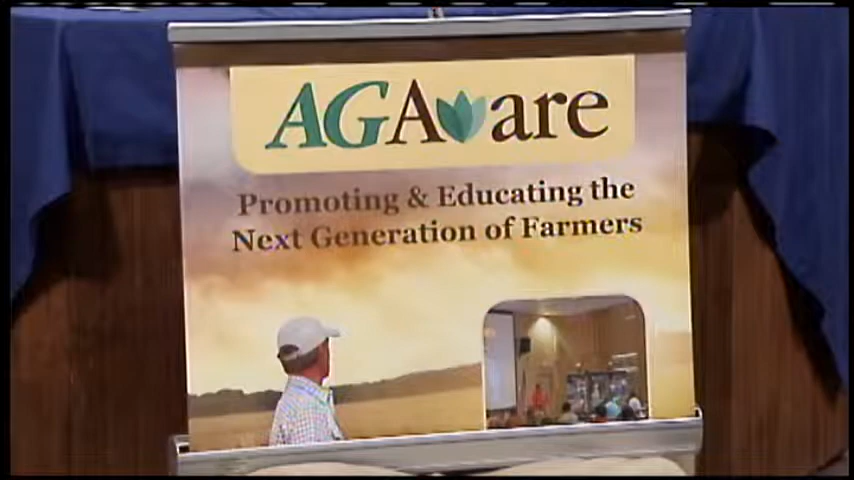 AGAware
Promoting & Educating the
Next Generation of Farmers